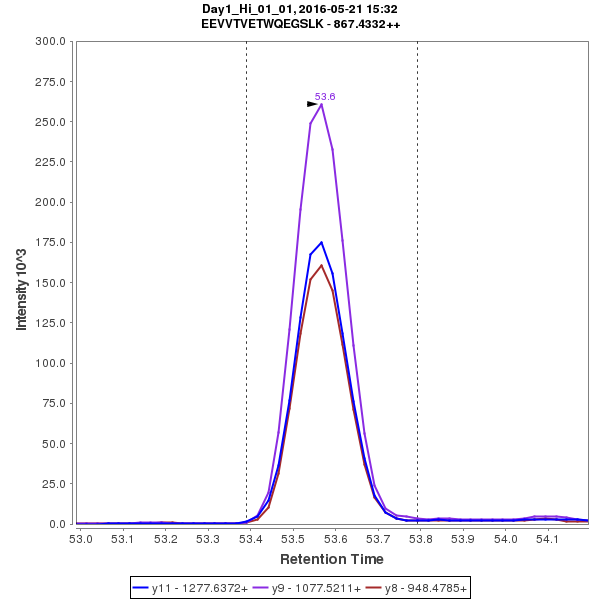 Day1_Hi_01_01, 2016-05-21 15:32
EEVVTVETWQEGSLK - 867.4332++
300.0
275.0
250.0
225.0
200.0
175.0
150.0
125.0
100.0
75.0
50.0
25.0
0.0
Intensity 10^3
53.6
53.0 53.1 53.2 53.3 53.4 53.5 53.6 53.7 53.8 53.9 54.0 54.1
Retention Time
y11 - 1277.6372+ y9 - 1077.5211+ y8 - 948.4785+